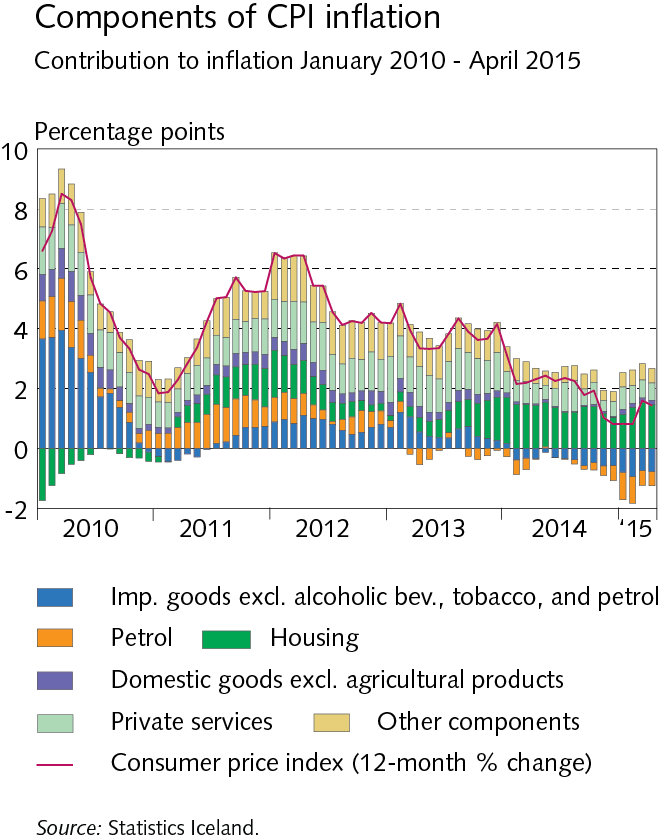 Components of CPI inflation
Contribution to inflation January 2010 - April 2015
Percentage points
10
8
6
4
2
0
-2
2010 2011 2012 2013 2014 '15
Imp. goods excl. alcoholic bev., tobacco, and petrol
Petrol Housing
Domestic goods excl. agricultural products
Private services Other components
Consumer price index (12-month % change)
Source: Statistics Iceland.